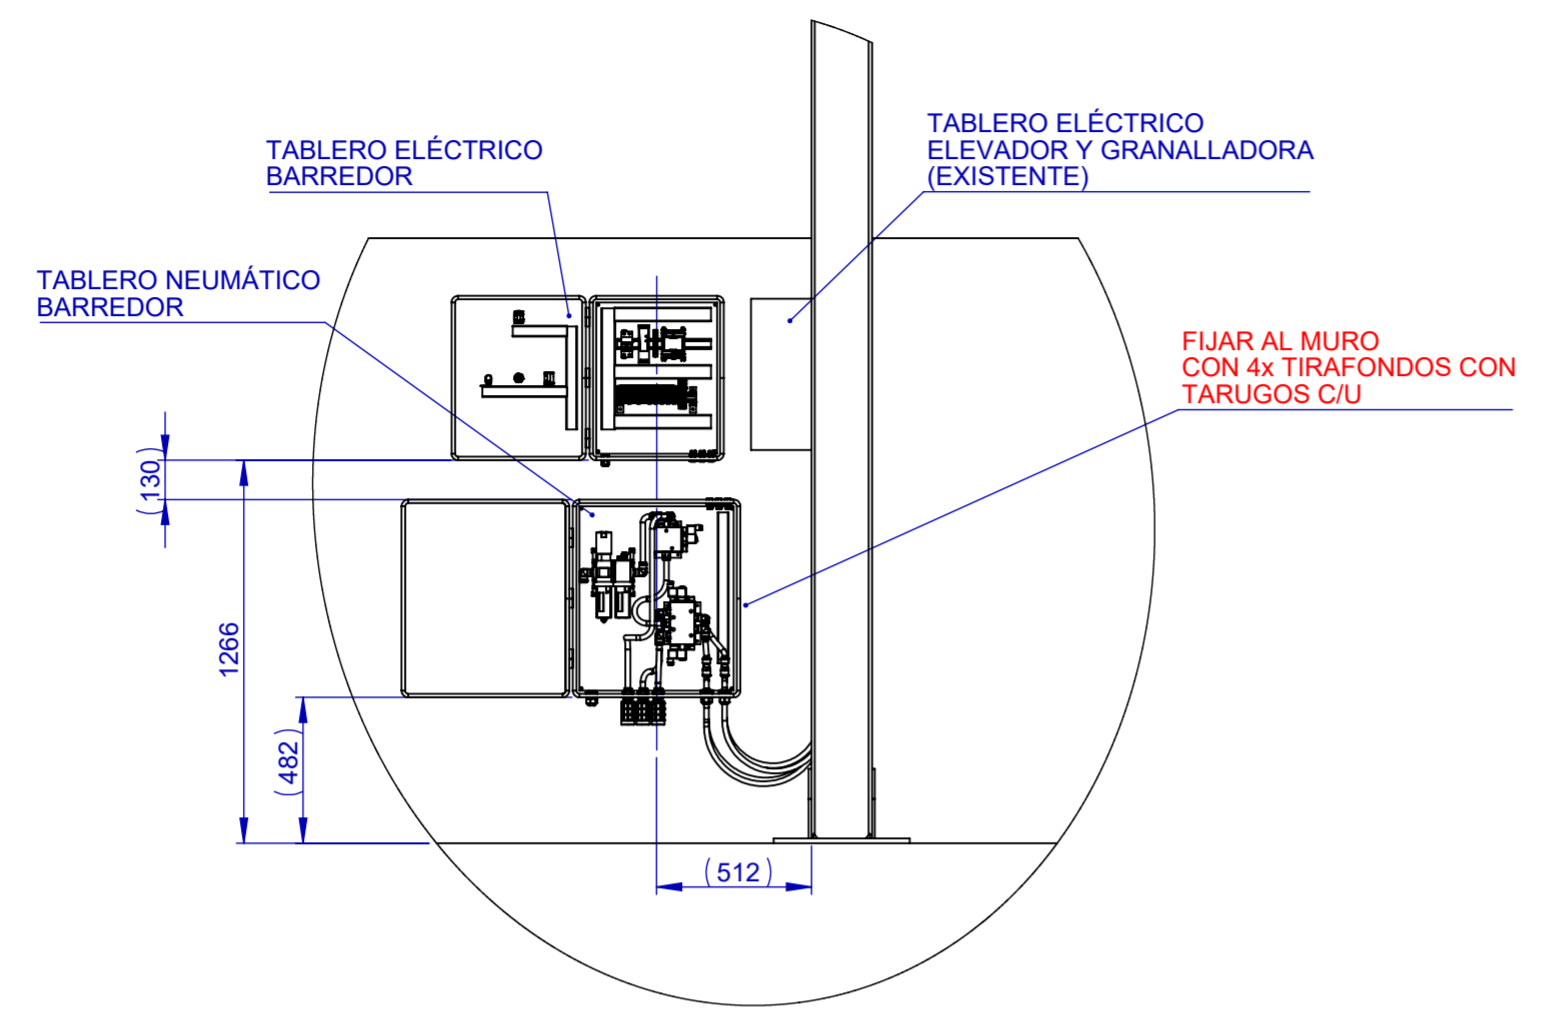 TABLERO ELÉCTRICO
BARREDOR
TABLERO ELÉCTRICO
ELEVADOR Y GRANALLADORA
(EXISTENTE)
TABLERO NEUMÁTICO
BARREDOR
FIJAR AL MURO
CON 4x TIRAFONDOS CON
TARUGOS C/U
(130)
1266
(482)
(512)